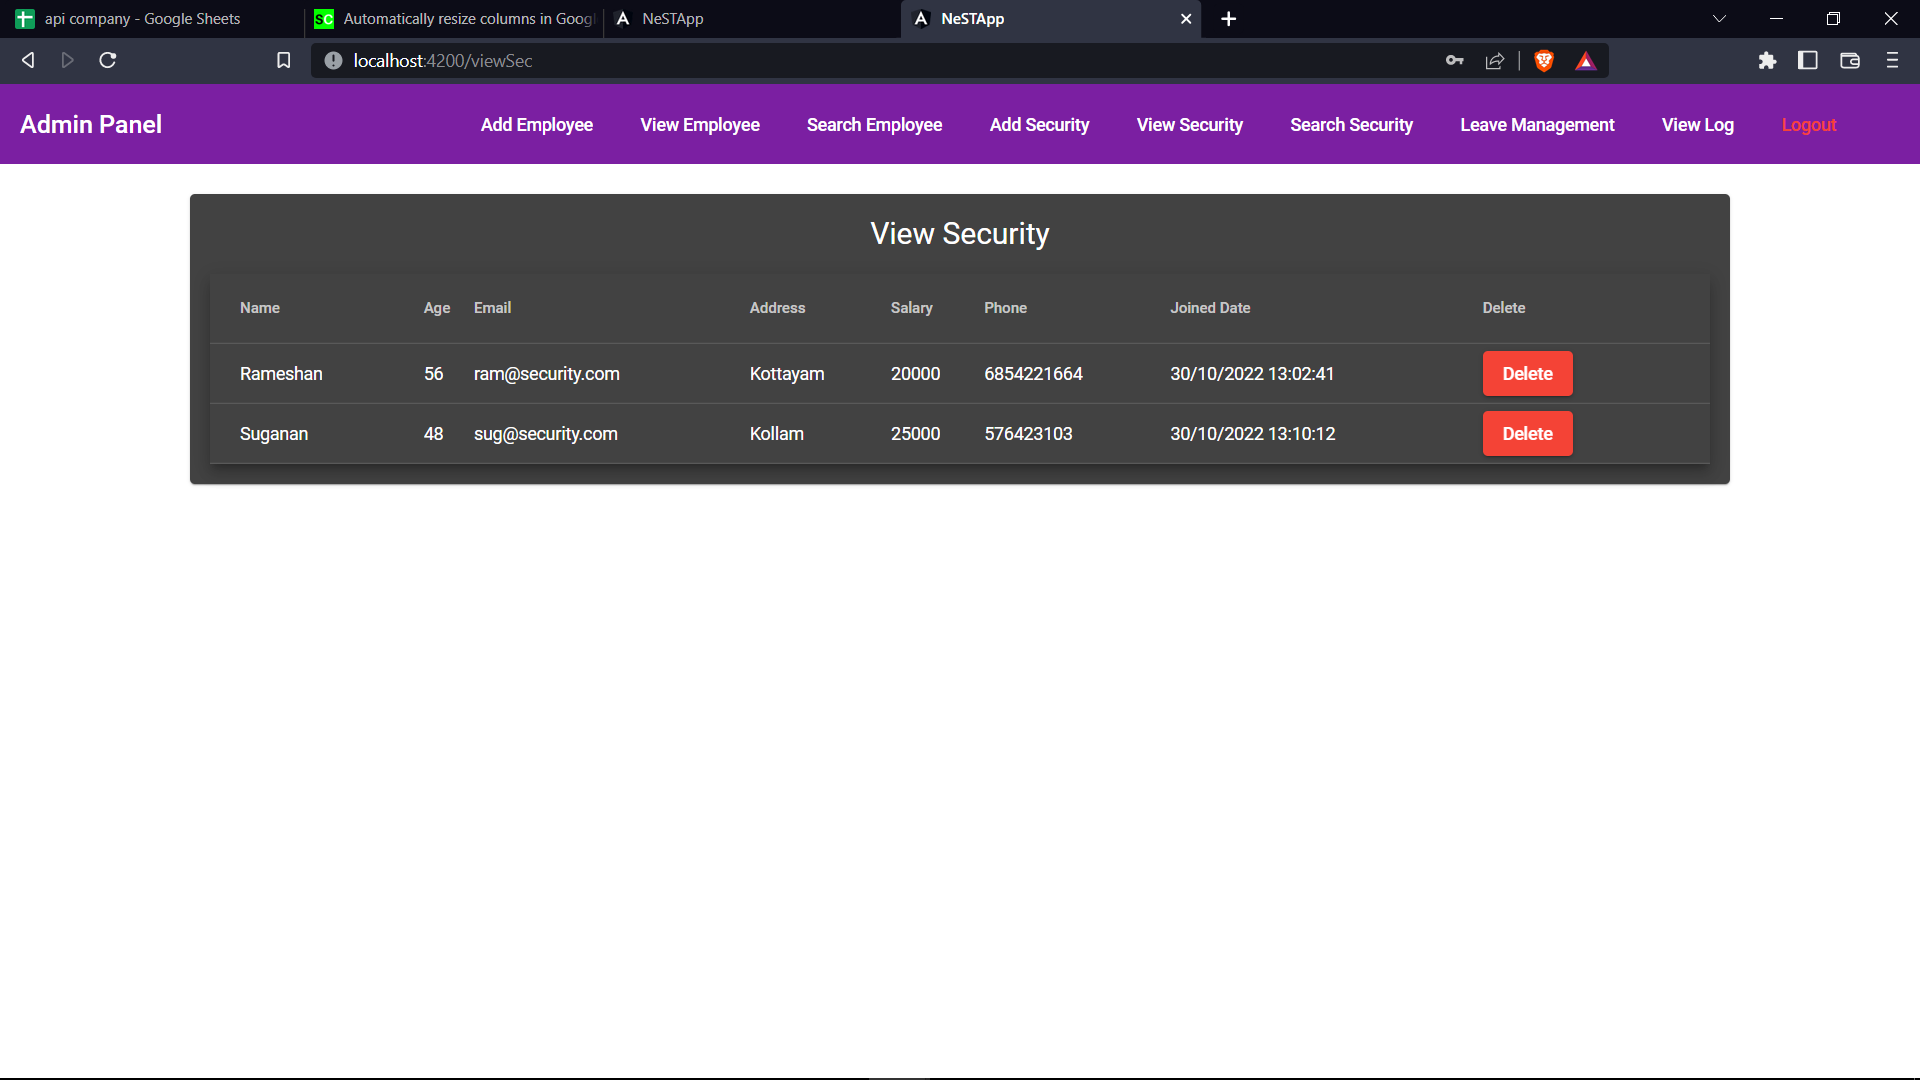 api company - Google Sheets
SC Automatically resize columns in Googl
NeSTApp
NeSTApp
localhost:4200/viewSec
Admin Panel Add Employee View Employee Search Employee Add Security View Security Search Security Leave Management View Log Logout
View Security
Name Age Email Address Salary Phone Joined Date Delete
Rameshan 56 ram@security.com Kottayam 20000 6854221664 30/10/2022 13:02:41 Delete
Suganan 48 sug@security.com Kollam 25000 576423103 30/10/2022 13:10:12 Delete